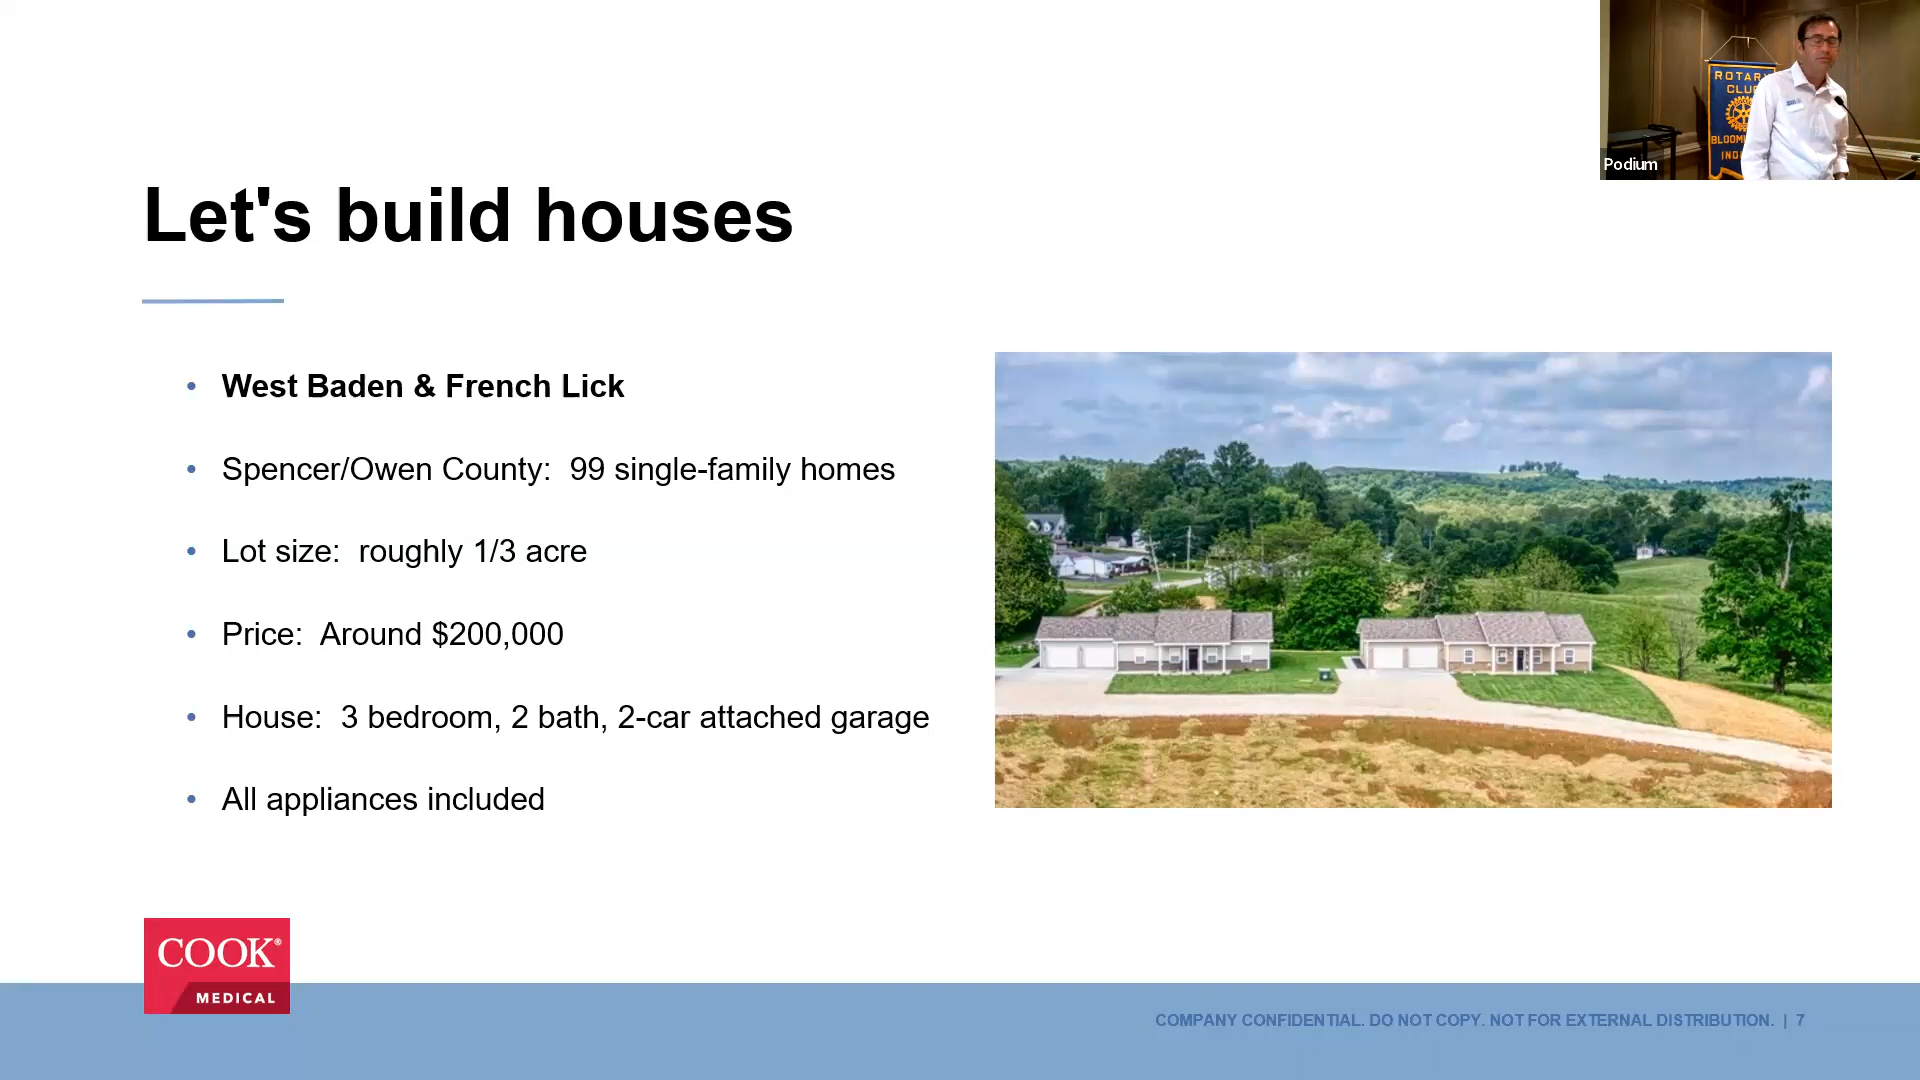 Let's build houses
• West Baden & French Lick
• Spencer/Owen County:  99 single-family homes
• Lot size:  roughly 1/3 acre
• Price:  Around $200,000
• House:  3 bedroom, 2 bath, 2-car attached garage
• All appliances included
COOK®
MEDICAL
COMPANY CONFIDENTIAL. DO NOT COPY. NOT FOR EXTERNAL DISTRIBUTION. | 7
ROTARY
CLUB
Podium